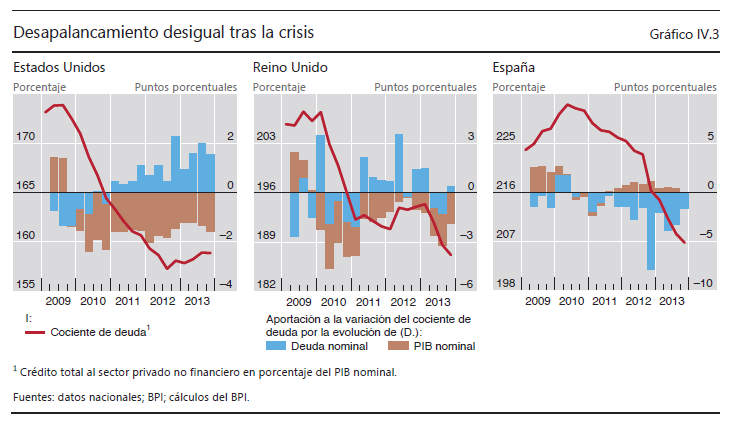 Desapalancamiento desigual tras la crisis
Gráfico IV.3
Estados Unidos
Porcentaje Puntos porcentuales
170
165
160
155
2
0
–2
–4
2009 2010 2011 2012 2013
Reino Unido
Porcentaje Puntos porcentuales
203
196
189
182
3
0
–3
–6
2009 2010 2011 2012 2013
España
Porcentaje Puntos porcentuales
225
216
207
198
5
0
–5
–10
2009 2010 2011 2012 2013
I:
Cociente de deuda1
Aportación a la variación del cociente de
deuda por la evolución de (D.):
Deuda nominal PIB nominal
1 Crédito total al sector privado no financiero en porcentaje del PIB nominal.
Fuentes: datos nacionales; BPI; cálculos del BPI.